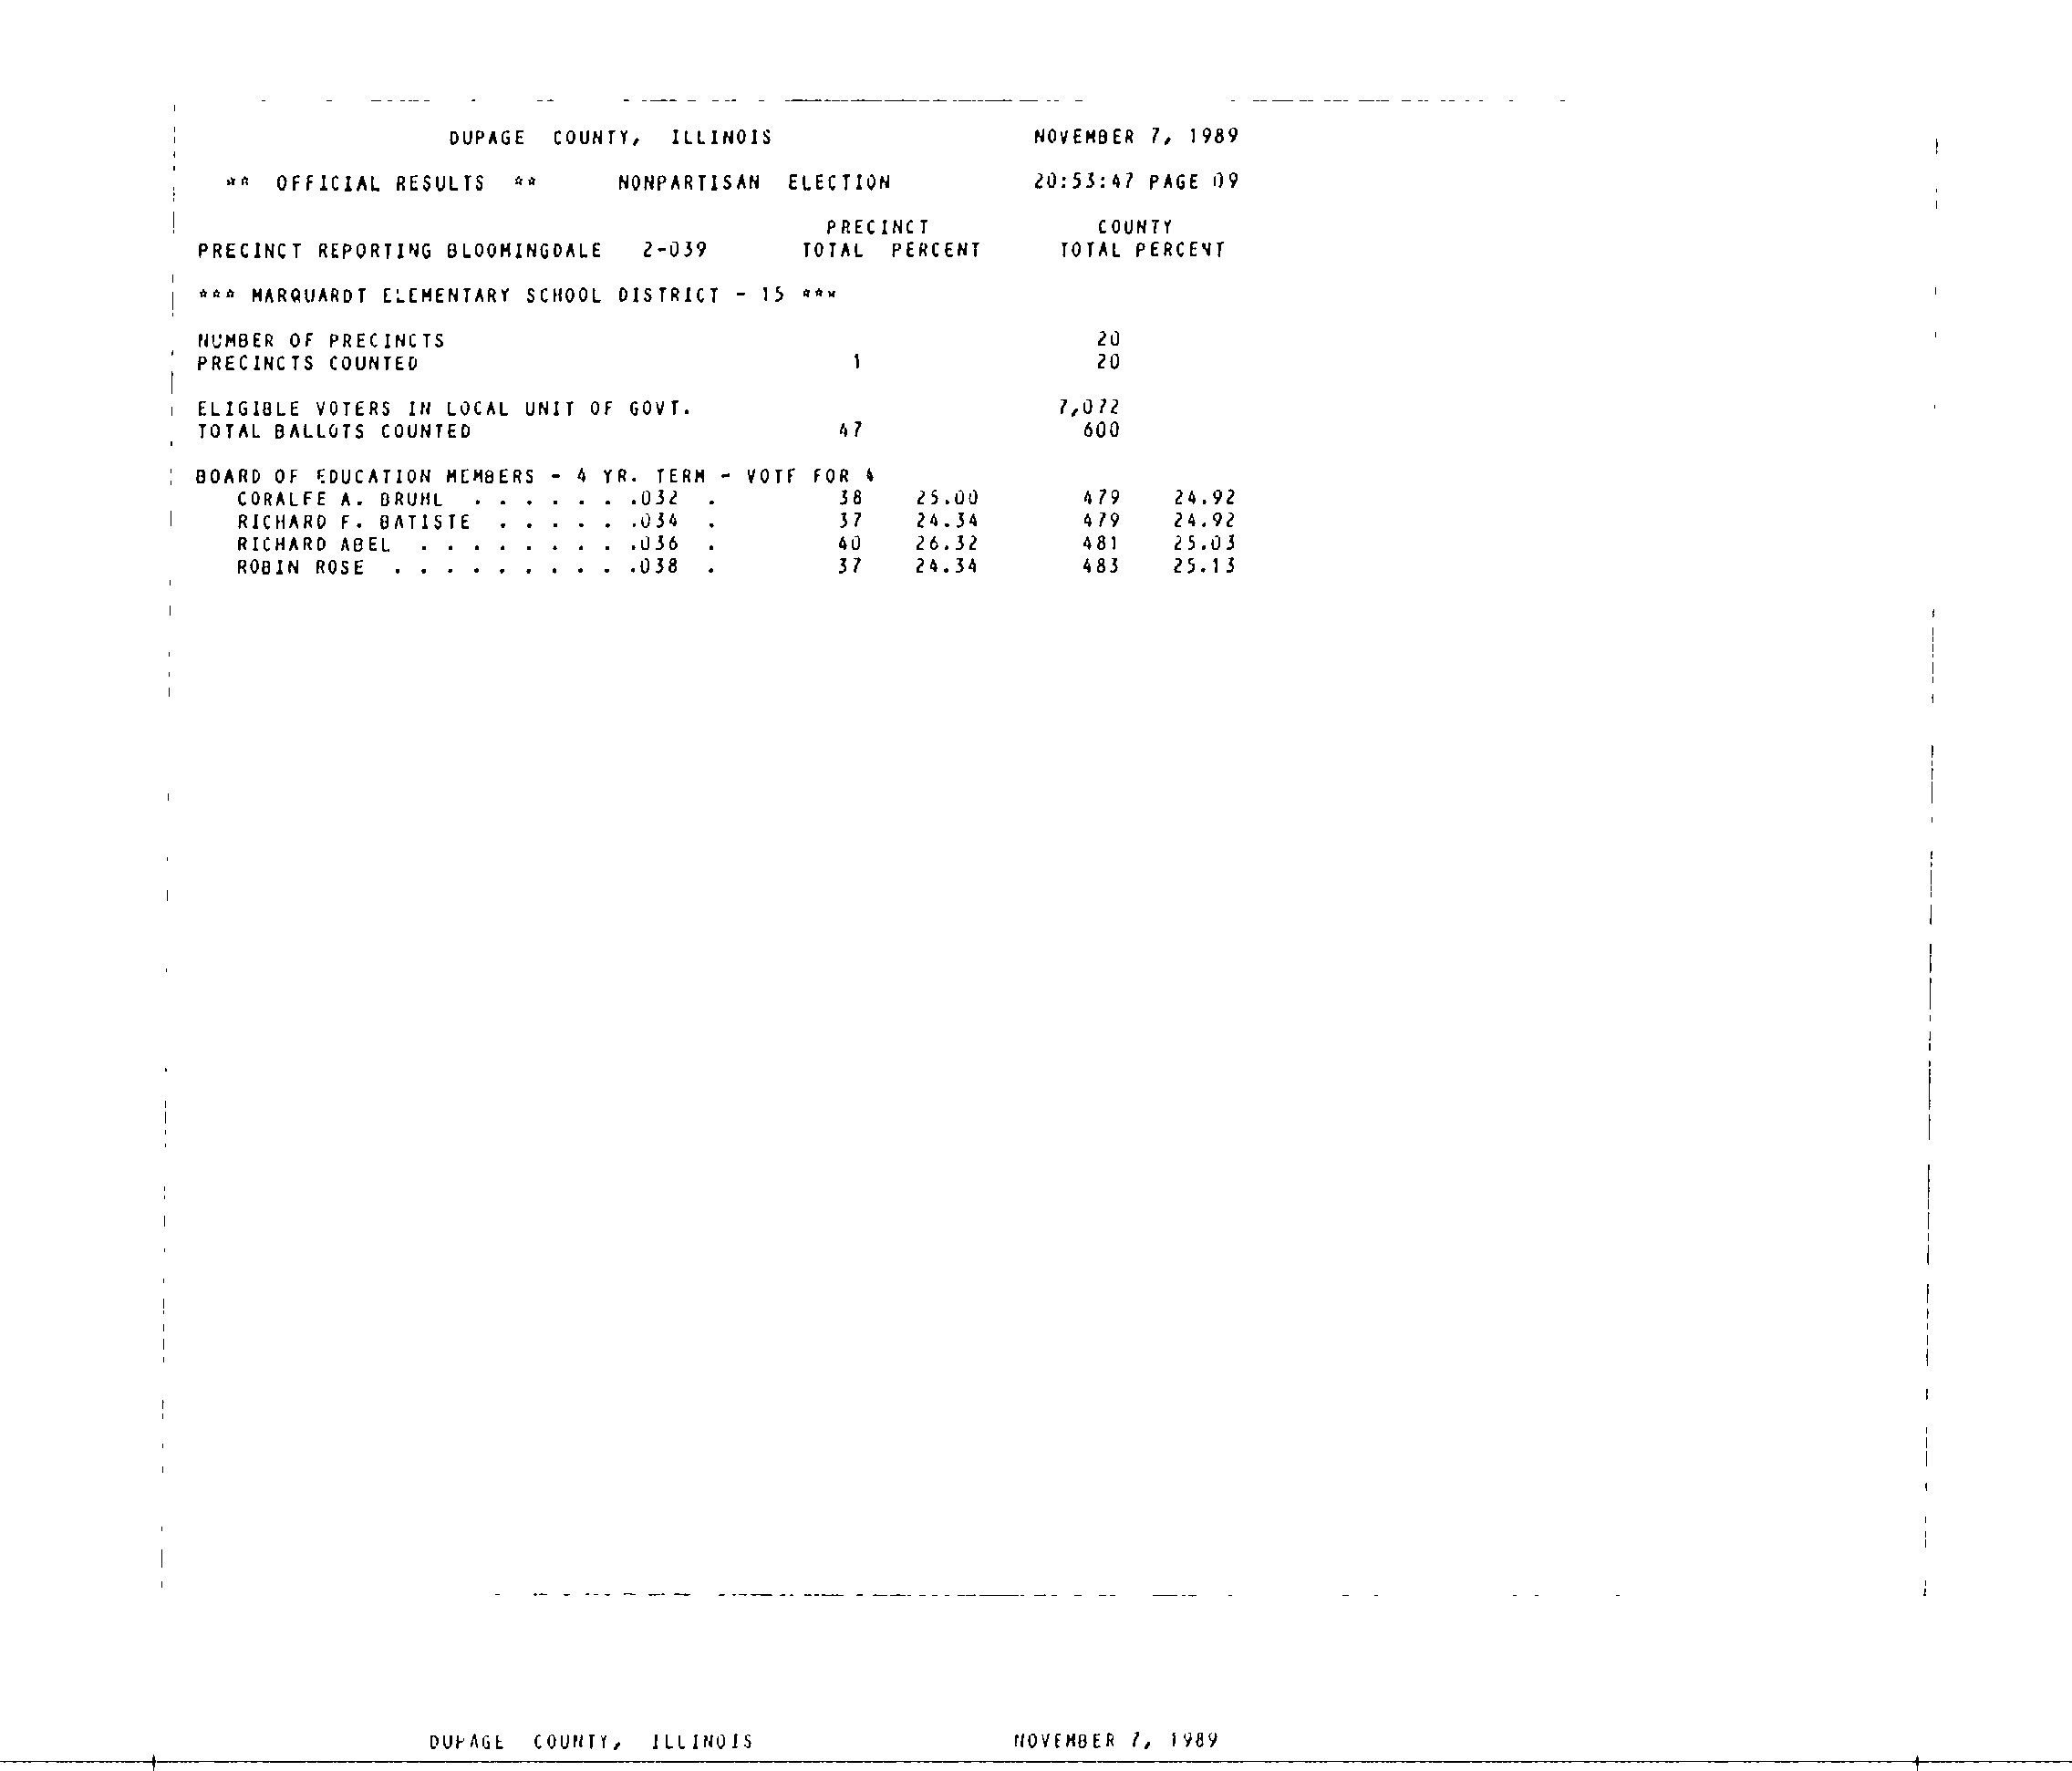 DUPAGE COUNTY, ILLINOIS NOVEMBER 7, 1989
** OFFICIAL RESULTS ** NONPARTISAN ELECTION 20:53:47 PAGE 09
PRECINCT COUNTY
PRECINCT REPORTING BLOOMINGDALE 2-039 TOTAL PERCENT TOTAL PERCENT
*** MARQUARDT ELEMENTARY SCHOOL DISTRICT - 15 ***
NUMBER OF PRECINCTS 20
PRECINCTS COUNTED 1 20
ELIGIBLE VOTERS IN LOCAL UNIT OF GOVT. 7,072
TOTAL BALLOTS COUNTED 47 600
BOARD OF EDUCATION MEMBERS - 4 YR. TERM - VOTE FOR 4
CORALEE A. BRUHL . . . . . . .032 . 38 25.00 479 24.92
RICHARD F. BATISTE . . . . . .034 . 37 24.34 479 24.92
RICHARD ABEL . . . . . . . . .036 . 40 26.32 481 25.03
ROBIN ROSE . . . . . . . . . .038 . 37 24.34 483 25.13
DUPAGE COUNTY, ILLINOIS NOVEMBER 7, 1989